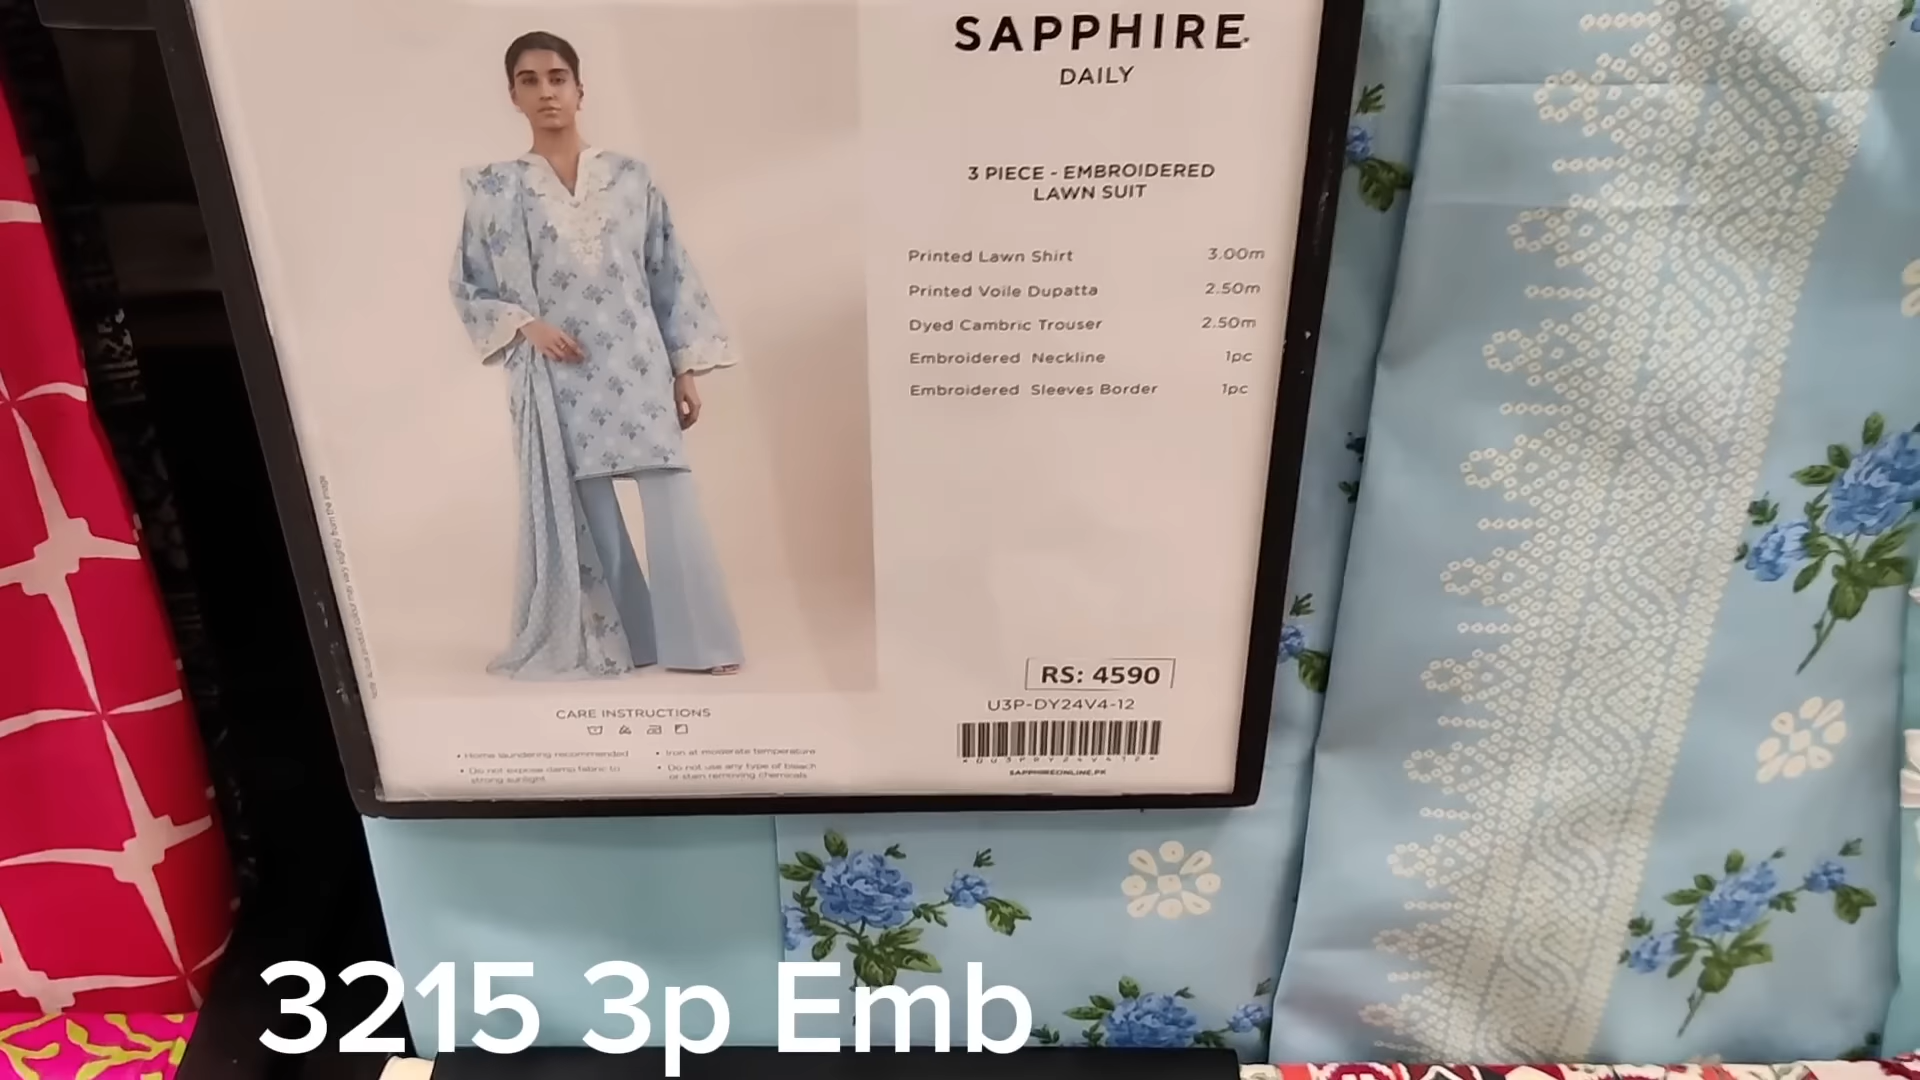 SAPPHIRE
DAILY
3 PIECE - EMBROIDERED
LAWN SUIT
Printed Lawn Shirt 3.00m
Printed Voile Dupatta 2.50m
Dyed Cambric Trouser 2.50m
Embroidered Neckline 1pc
Embroidered Sleeves Border 1pc
RS: 4590
U3P-DY24V4-12
SAPPHIREONLINE.PK
CARE INSTRUCTIONS
• Home laundering recommended
• Do not expose damp fabric to
strong sunlight
• Iron at moderate temperature
• Do not use any type of bleach
or stain removing chemicals
3215 3p Emb